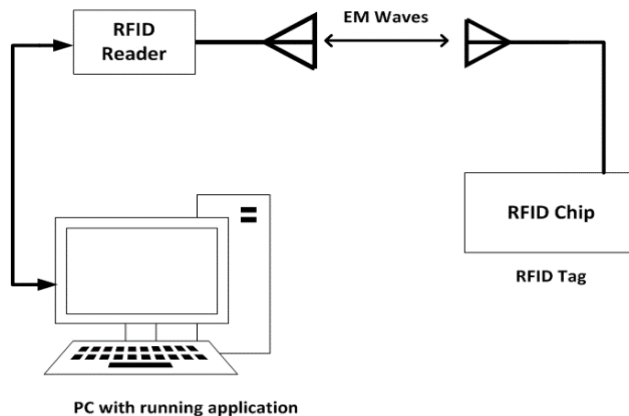 RFID
Reader
EM Waves
RFID Chip
RFID Tag
PC with running application